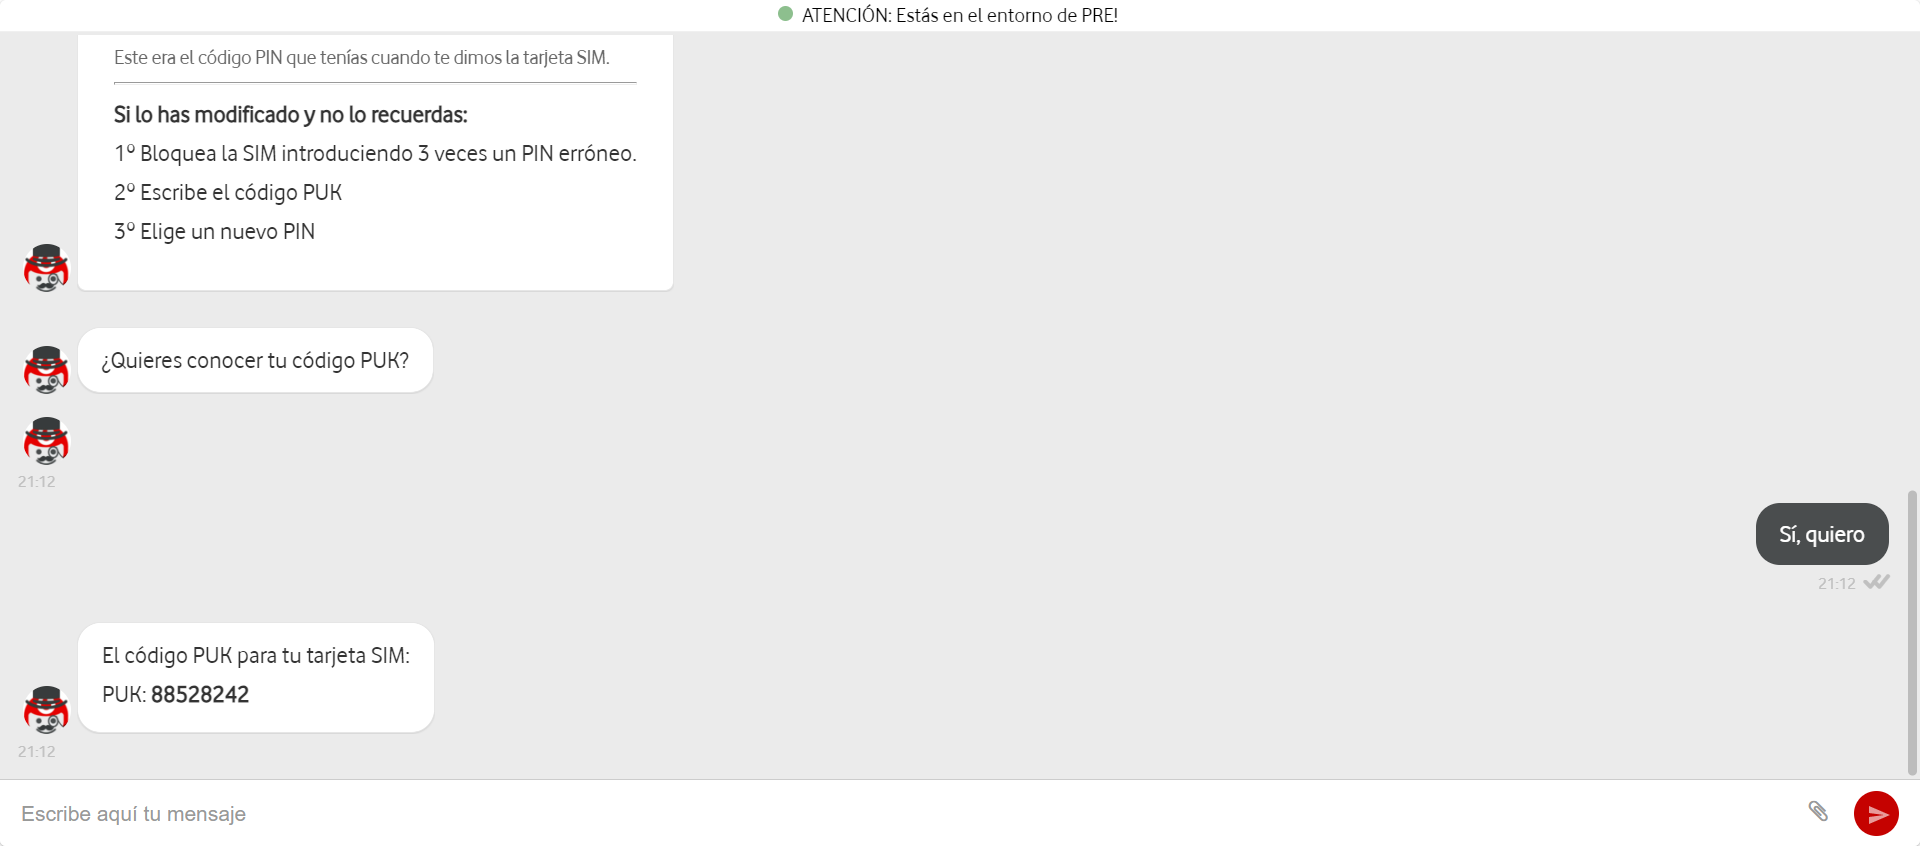 ATENCIÓN: Estás en el entorno de PRE!
Este era el código PIN que tenías cuando te dimos la tarjeta SIM.
Si lo has modificado y no lo recuerdas:
1º Bloquea la SIM introduciendo 3 veces un PIN erróneo.
2º Escribe el código PUK
3º Elige un nuevo PIN
¿Quieres conocer tu código PUK?
21:12
Sí, quiero
21:12
El código PUK para tu tarjeta SIM:
PUK: 88528242
21:12
Escribe aquí tu mensaje